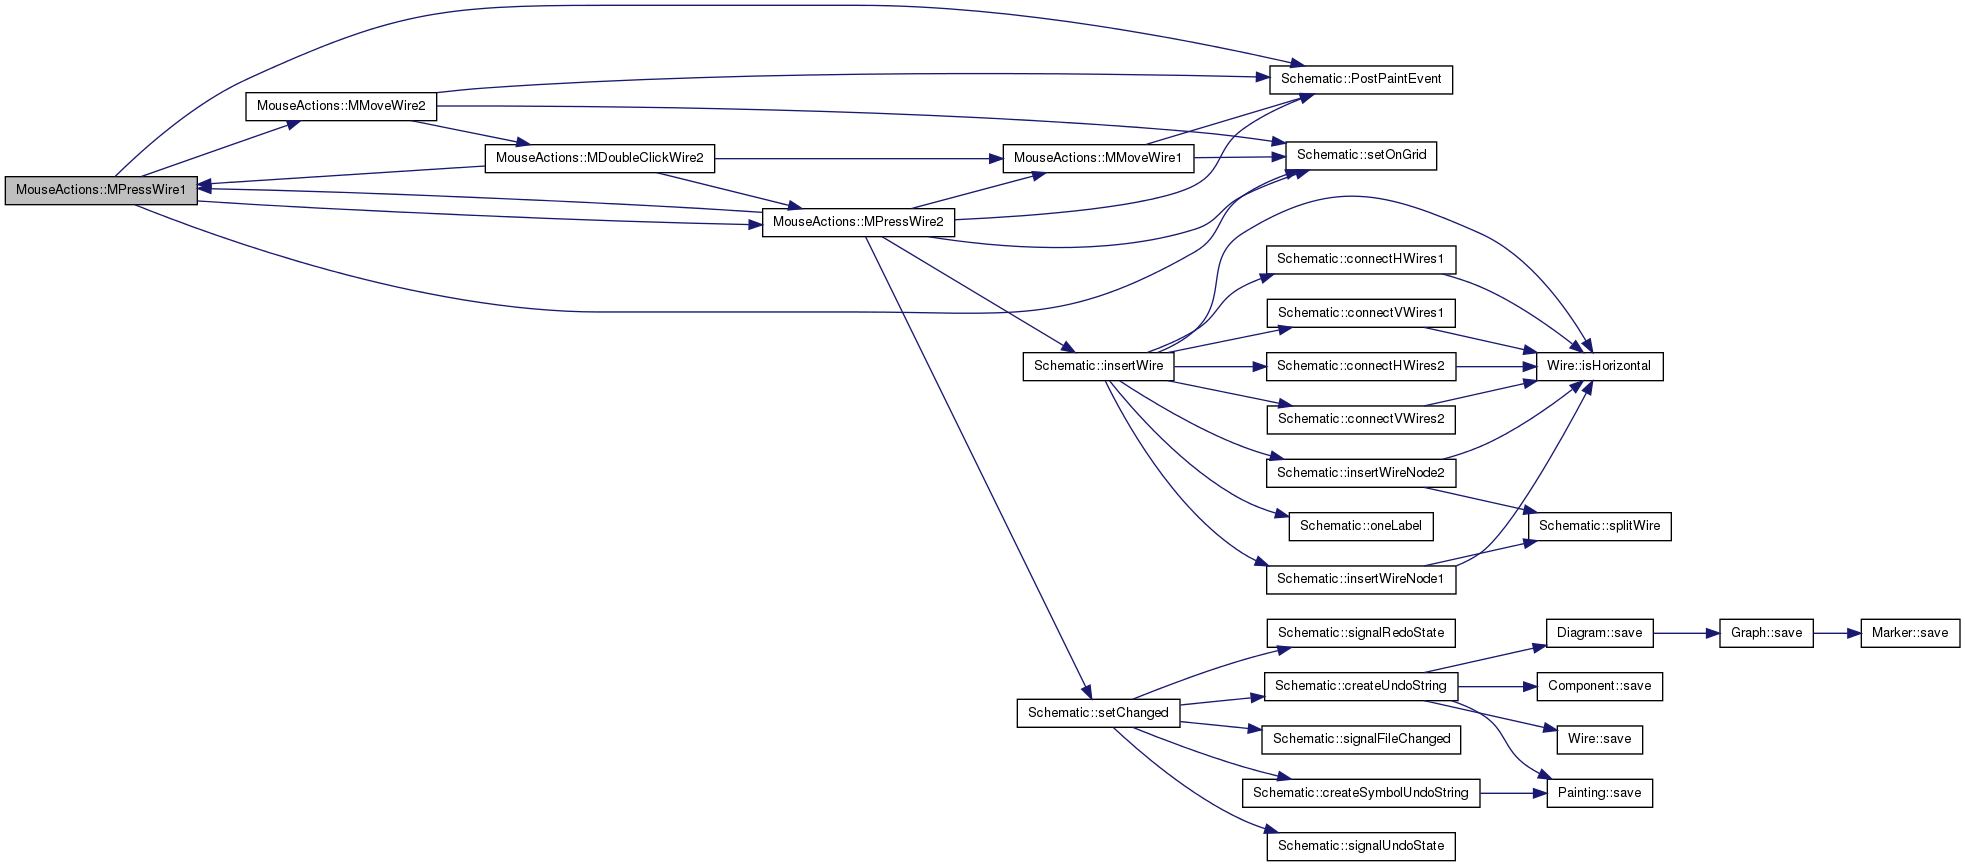 MouseActions::MPressWire1
MouseActions::MMoveWire2
MouseActions::MDoubleClickWire2
MouseActions::MPressWire2
MouseActions::MMoveWire1
Schematic::PostPaintEvent
Schematic::setOnGrid
Schematic::insertWire
Schematic::connectHWires1
Schematic::connectVWires1
Schematic::connectHWires2
Schematic::connectVWires2
Schematic::insertWireNode2
Schematic::oneLabel
Schematic::insertWireNode1
Wire::isHorizontal
Schematic::splitWire
Schematic::setChanged
Schematic::signalRedoState
Schematic::createUndoString
Schematic::signalFileChanged
Schematic::createSymbolUndoString
Schematic::signalUndoState
Diagram::save
Component::save
Wire::save
Painting::save
Graph::save
Marker::save